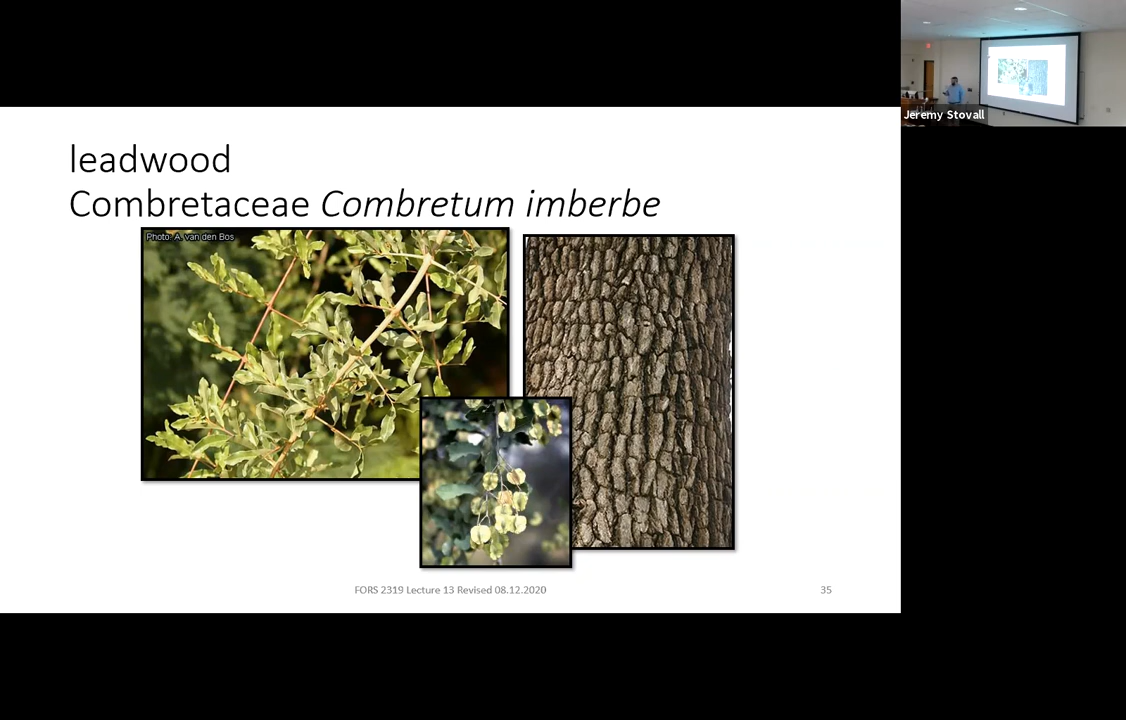 Jeremy Stovall
leadwood
Combretaceae Combretum imberbe
Photo- A. van den Bos
FORS 2319 Lecture 13 Revised 08.12.2020
35